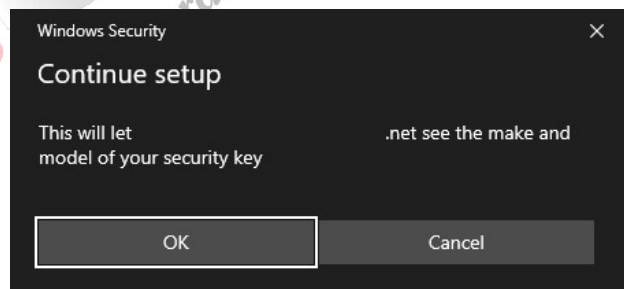 Windows Security
Continue setup
This will let .net see the make and
model of your security key
OK
Cancel